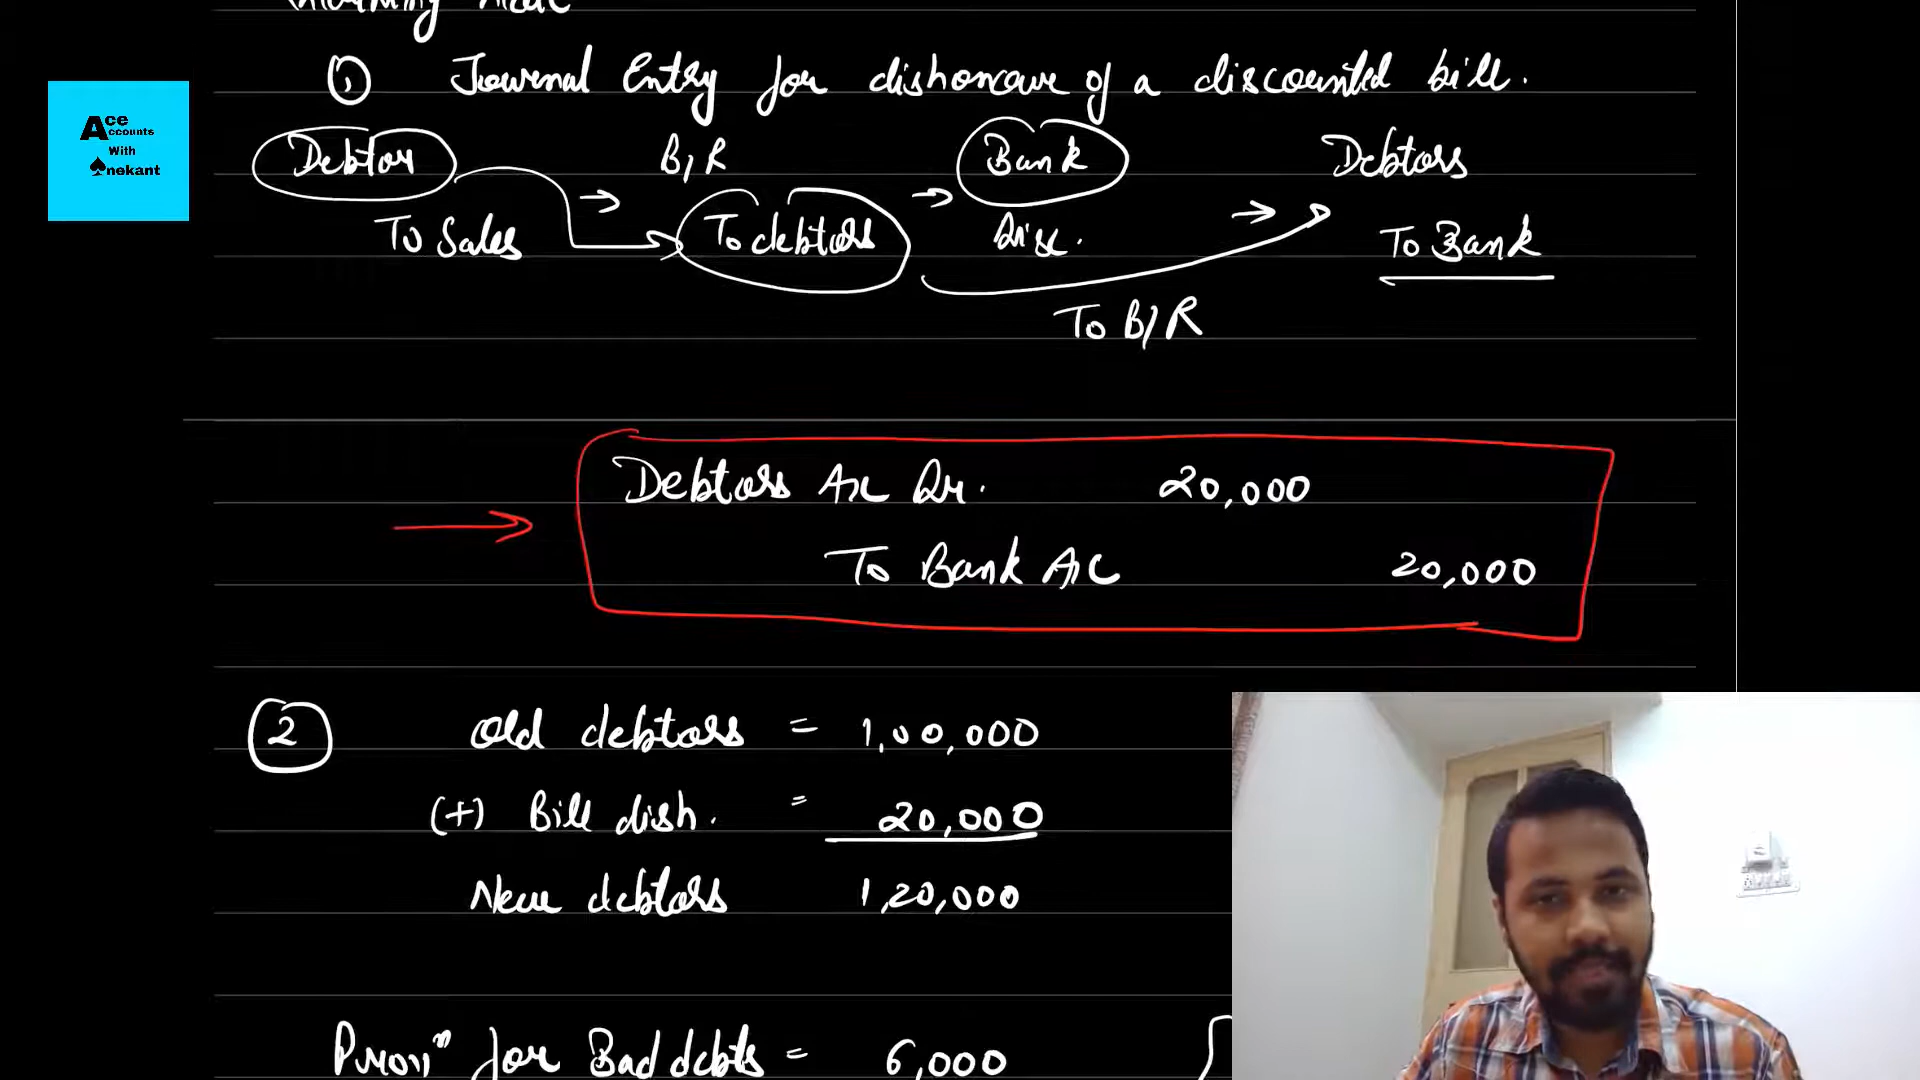 Working Note
① Journal Entry for dishonour of a discounted bill.
Ace
Accounts
With
Anekant
Debtor B/R Bank Debtors
To Sales → To debtors → Disc. → To Bank
To B/R
Debtors A/c Dr. 20,000
To Bank A/C 20,000
② Old debtors = 1,00,000
(+) Bill dish. = 20,000
New debtors 1,20,000
Provn for Bad debts = 6,000